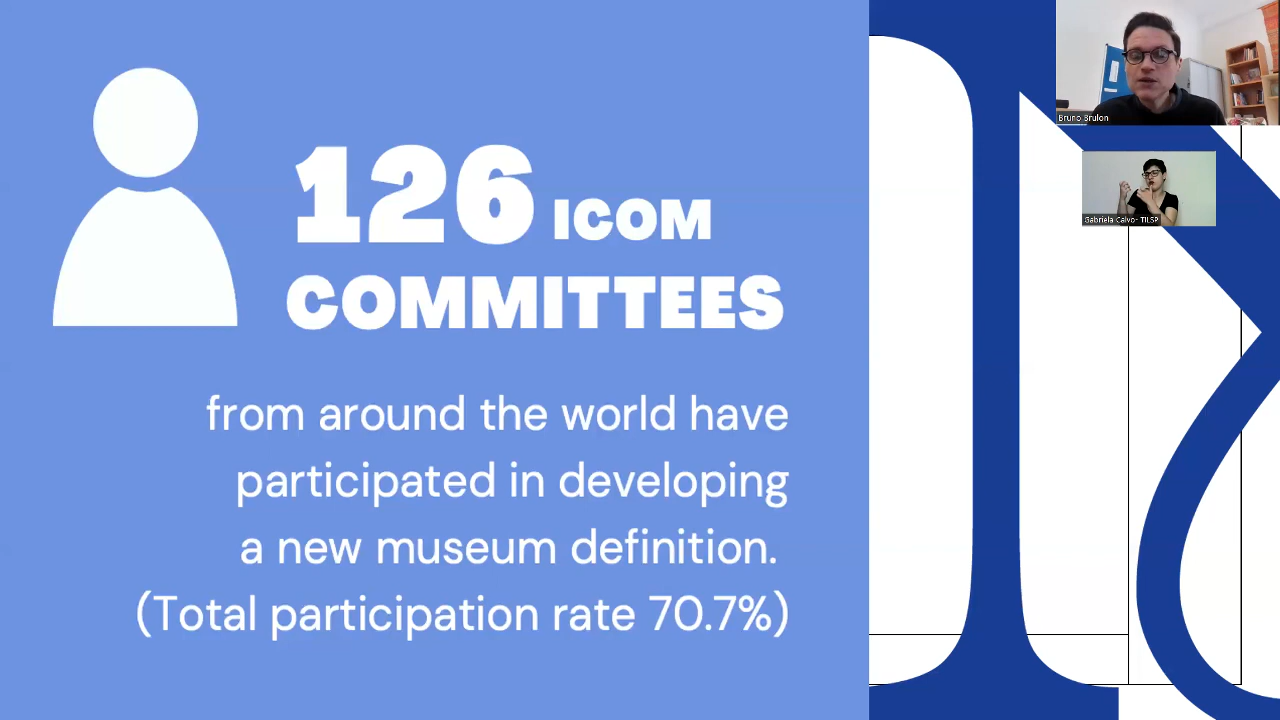 126 ICOM
COMMITTEES
from around the world have
participated in developing
a new museum definition.
(Total participation rate 70.7%)
Bruno Brulon
Gabriela Calvo- TILSP